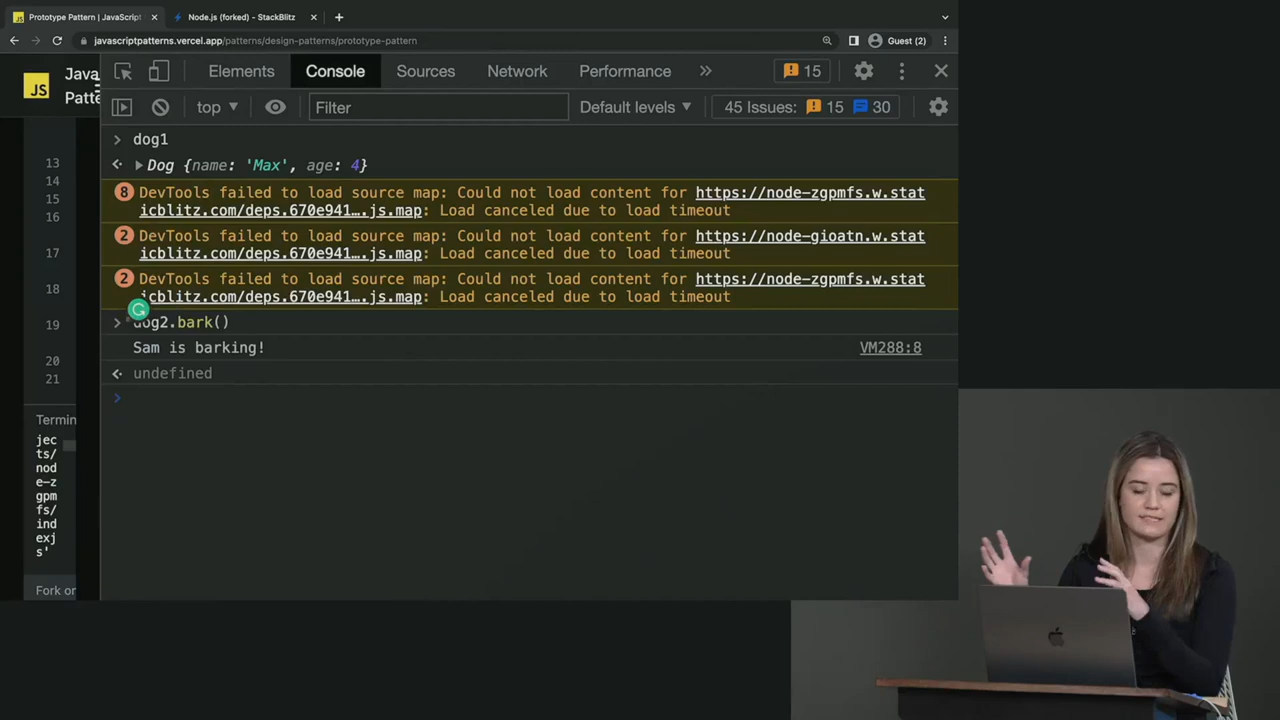 Prototype Pattern | JavaScript
Node.js (forked) - StackBlitz
javascriptpatterns.vercel.app/patterns/design-patterns/prototype-pattern
Guest (2)
JS
Java
Patte
Elements
Console
Sources
Network
Performance
15
top
Filter
Default levels
45 Issues: 15 30
13
14
15
16
17
18
19
20
21
dog1
Dog {name: 'Max', age: 4}
8
DevTools failed to load source map: Could not load content for https://node-zgpmfs.w.stat
icblitz.com/deps.670e941….js.map: Load canceled due to load timeout
2
DevTools failed to load source map: Could not load content for https://node-gioatn.w.stat
icblitz.com/deps.670e941….js.map: Load canceled due to load timeout
2
DevTools failed to load source map: Could not load content for https://node-zgpmfs.w.stat
icblitz.com/deps.670e941….js.map: Load canceled due to load timeout
dog2.bark()
Sam is barking!
VM288:8
undefined
Termin
jec
ts/
nod
e-z
gpm
fs/
ind
exj
s'
Fork on